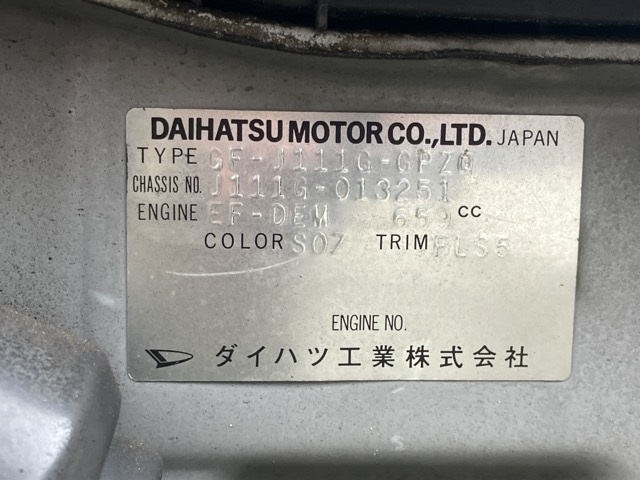 DAIHATSU MOTOR CO.,LTD. JAPAN
TYPE GF-J111G-GPZQ
CHASSIS NO. J111G-013251
ENGINE EF-DEM 659 CC
COLOR S07 TRIM FLS5
ENGINE NO.
ダイハツ工業株式会社